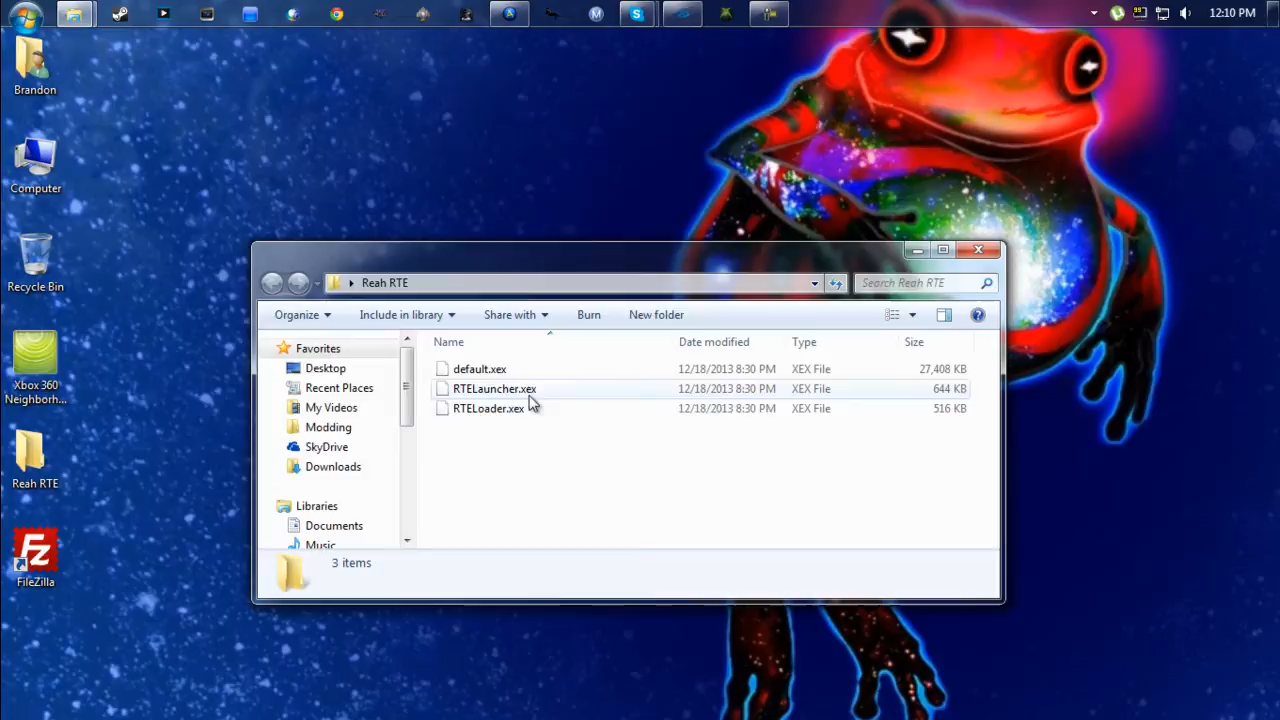 12:10 PM
99
Brandon
Computer
Recycle Bin
Xbox 360
Neighborh...
Reah RTE
FZ
FileZilla
Reah RTE
Search Reah RTE
Organize Include in library Share with Burn New folder
Name Date modified Type Size
Favorites
Desktop
Recent Places
My Videos
Modding
SkyDrive
Downloads
Libraries
Documents
Music
default.xex 12/18/2013 8:30 PM XEX File 27,408 KB
RTELauncher.xex 12/18/2013 8:30 PM XEX File 644 KB
RTELoader.xex 12/18/2013 8:30 PM XEX File 516 KB
3 items